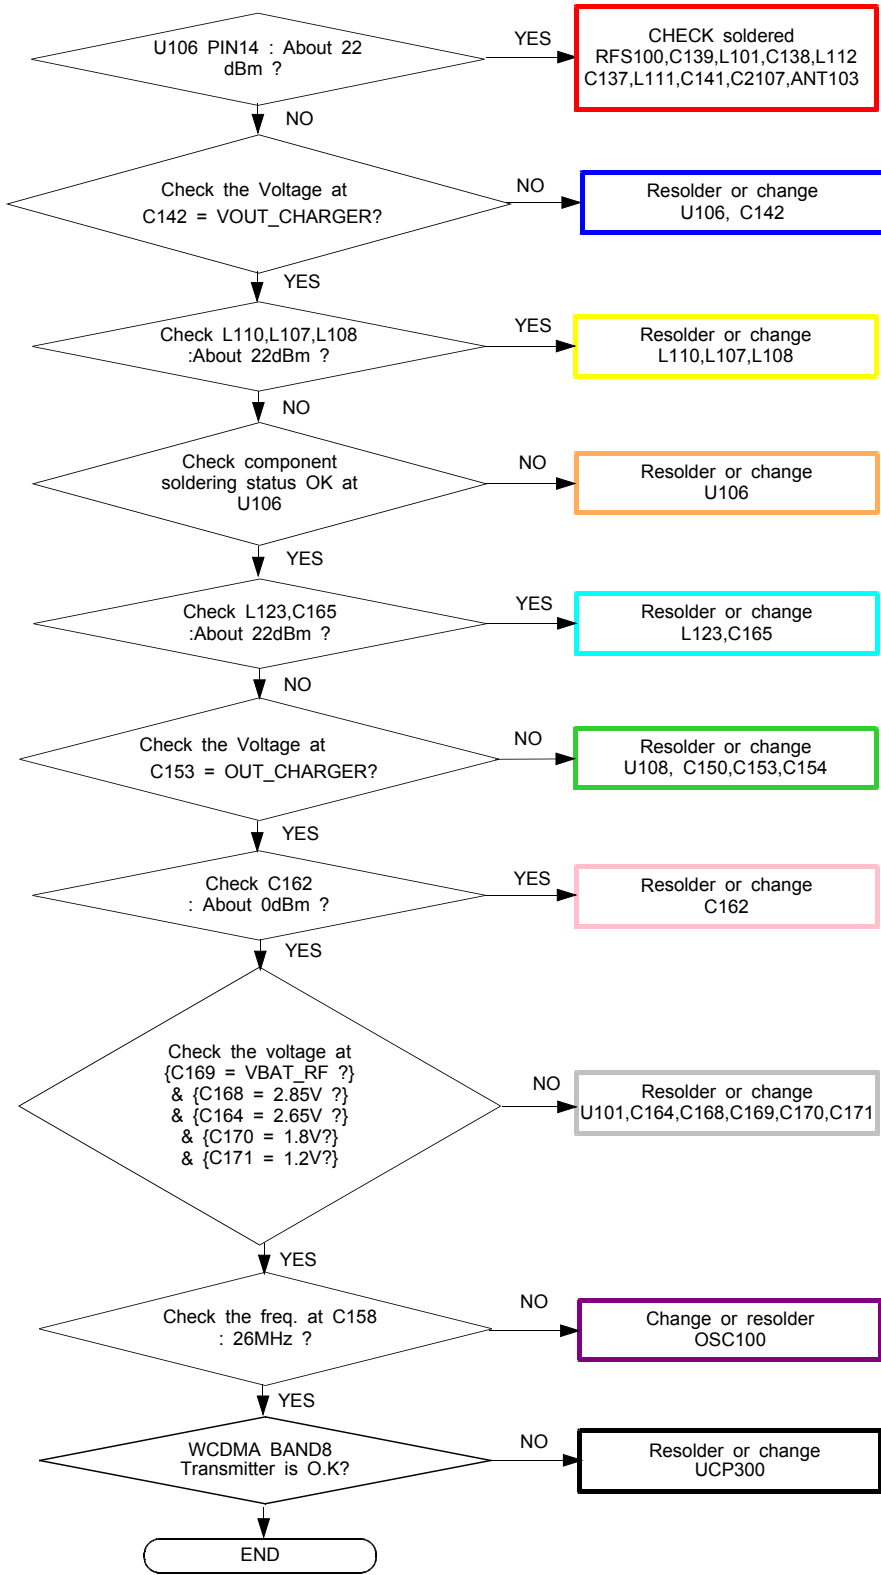 U106 PIN14 : About 22
dBm ?
YES
CHECK soldered
RFS100,C139,L101,C138,L112
C137,L111,C141,C2107,ANT103
NO
Check the Voltage at
C142 = VOUT_CHARGER?
NO
Resolder or change
U106, C142
YES
Check L110,L107,L108
:About 22dBm ?
YES
Resolder or change
L110,L107,L108
NO
Check component
soldering status OK at
U106
NO
Resolder or change
U106
YES
Check L123,C165
:About 22dBm ?
YES
Resolder or change
L123,C165
NO
Check the Voltage at
C153 = OUT_CHARGER?
NO
Resolder or change
U108, C150,C153,C154
YES
Check C162
: About 0dBm ?
YES
Resolder or change
C162
YES
Check the voltage at
{C169 = VBAT_RF ?}
& {C168 = 2.85V ?}
& {C164 = 2.65V ?}
& {C170 = 1.8V?}
& {C171 = 1.2V?}
NO
Resolder or change
U101,C164,C168,C169,C170,C171
YES
Check the freq. at C158
: 26MHz ?
NO
Change or resolder
OSC100
YES
WCDMA BAND8
Transmitter is O.K?
NO
Resolder or change
UCP300
END